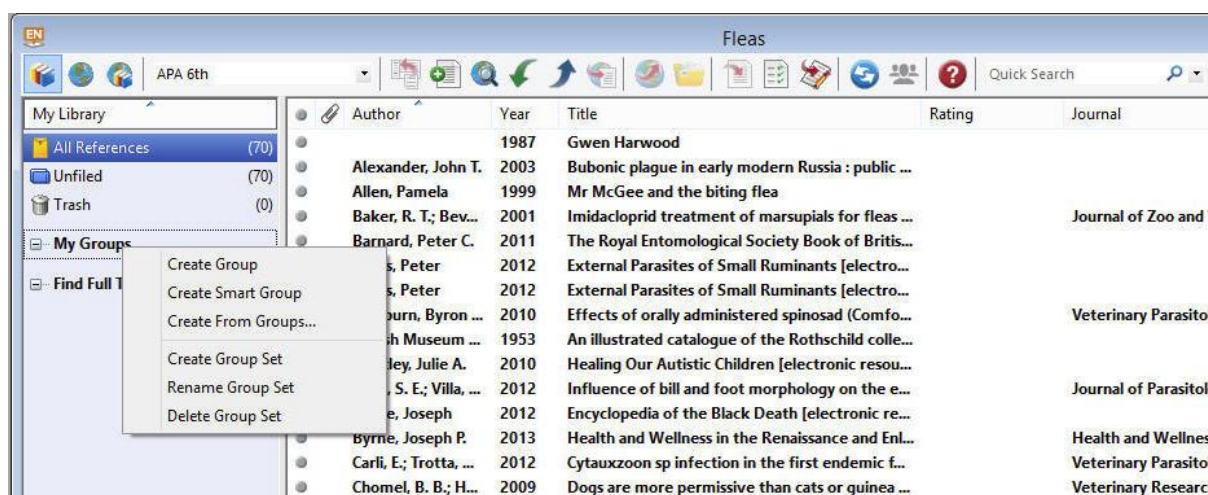 EN
Fleas
APA 6th
Quick Search
My Library
Author Year Title Rating Journal
All References (70)
Unfiled (70)
Trash (0)
My Groups
Find Full T
Create Group
Create Smart Group
Create From Groups...
Create Group Set
Rename Group Set
Delete Group Set
1987 Gwen Harwood
Alexander, John T. 2003 Bubonic plague in early modern Russia : public ...
Allen, Pamela 1999 Mr McGee and the biting flea
Baker, R. T.; Bev... 2001 Imidacloprid treatment of marsupials for fleas ... Journal of Zoo and
Barnard, Peter C. 2011 The Royal Entomological Society Book of Britis...
s, Peter 2012 External Parasites of Small Ruminants [electro...
s, Peter 2012 External Parasites of Small Ruminants [electro...
burn, Byron ... 2010 Effects of orally administered spinosad (Comfo... Veterinary Parasito
h Museum ... 1953 An illustrated catalogue of the Rothschild colle...
ley, Julie A. 2010 Healing Our Autistic Children [electronic resou...
, S. E.; Villa, ... 2012 Influence of bill and foot morphology on the e... Journal of Parasitol
e, Joseph 2012 Encyclopedia of the Black Death [electronic re...
Byrne, Joseph P. 2013 Health and Wellness in the Renaissance and Enl... Health and Wellnes
Carli, E.; Trotta, ... 2012 Cytauxzoon sp infection in the first endemic f... Veterinary Parasito
Chomel, B. B.; H... 2009 Dogs are more permissive than cats or guinea ... Veterinary Researc